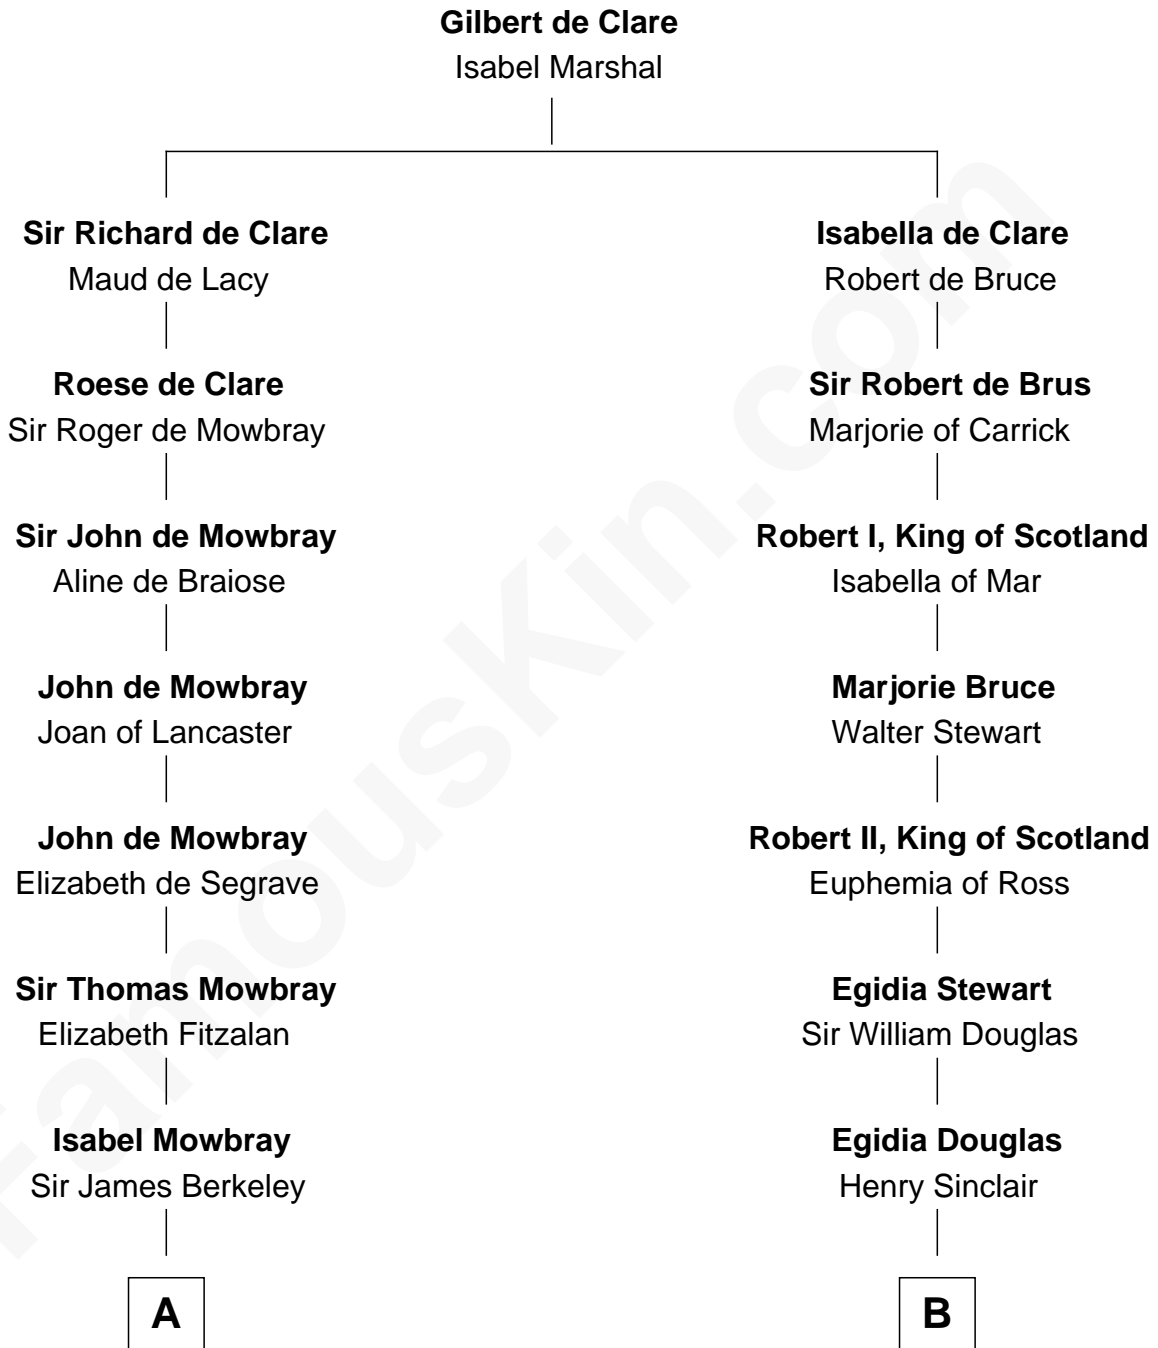 Gilbert de Clare
Isabel Marshal
Sir Richard de Clare
Maud de Lacy
Isabella de Clare
Robert de Bruce
Roese de Clare
Sir Roger de Mowbray
Sir Robert de Brus
Marjorie of Carrick
Sir John de Mowbray
Aline de Braiose
Robert I, King of Scotland
Isabella of Mar
John de Mowbray
Joan of Lancaster
Marjorie Bruce
Walter Stewart
John de Mowbray
Elizabeth de Segrave
Robert II, King of Scotland
Euphemia of Ross
Sir Thomas Mowbray
Elizabeth Fitzalan
Egidia Stewart
Sir William Douglas
Isabel Mowbray
Sir James Berkeley
Egidia Douglas
Henry Sinclair
A
B
FamousKin.com